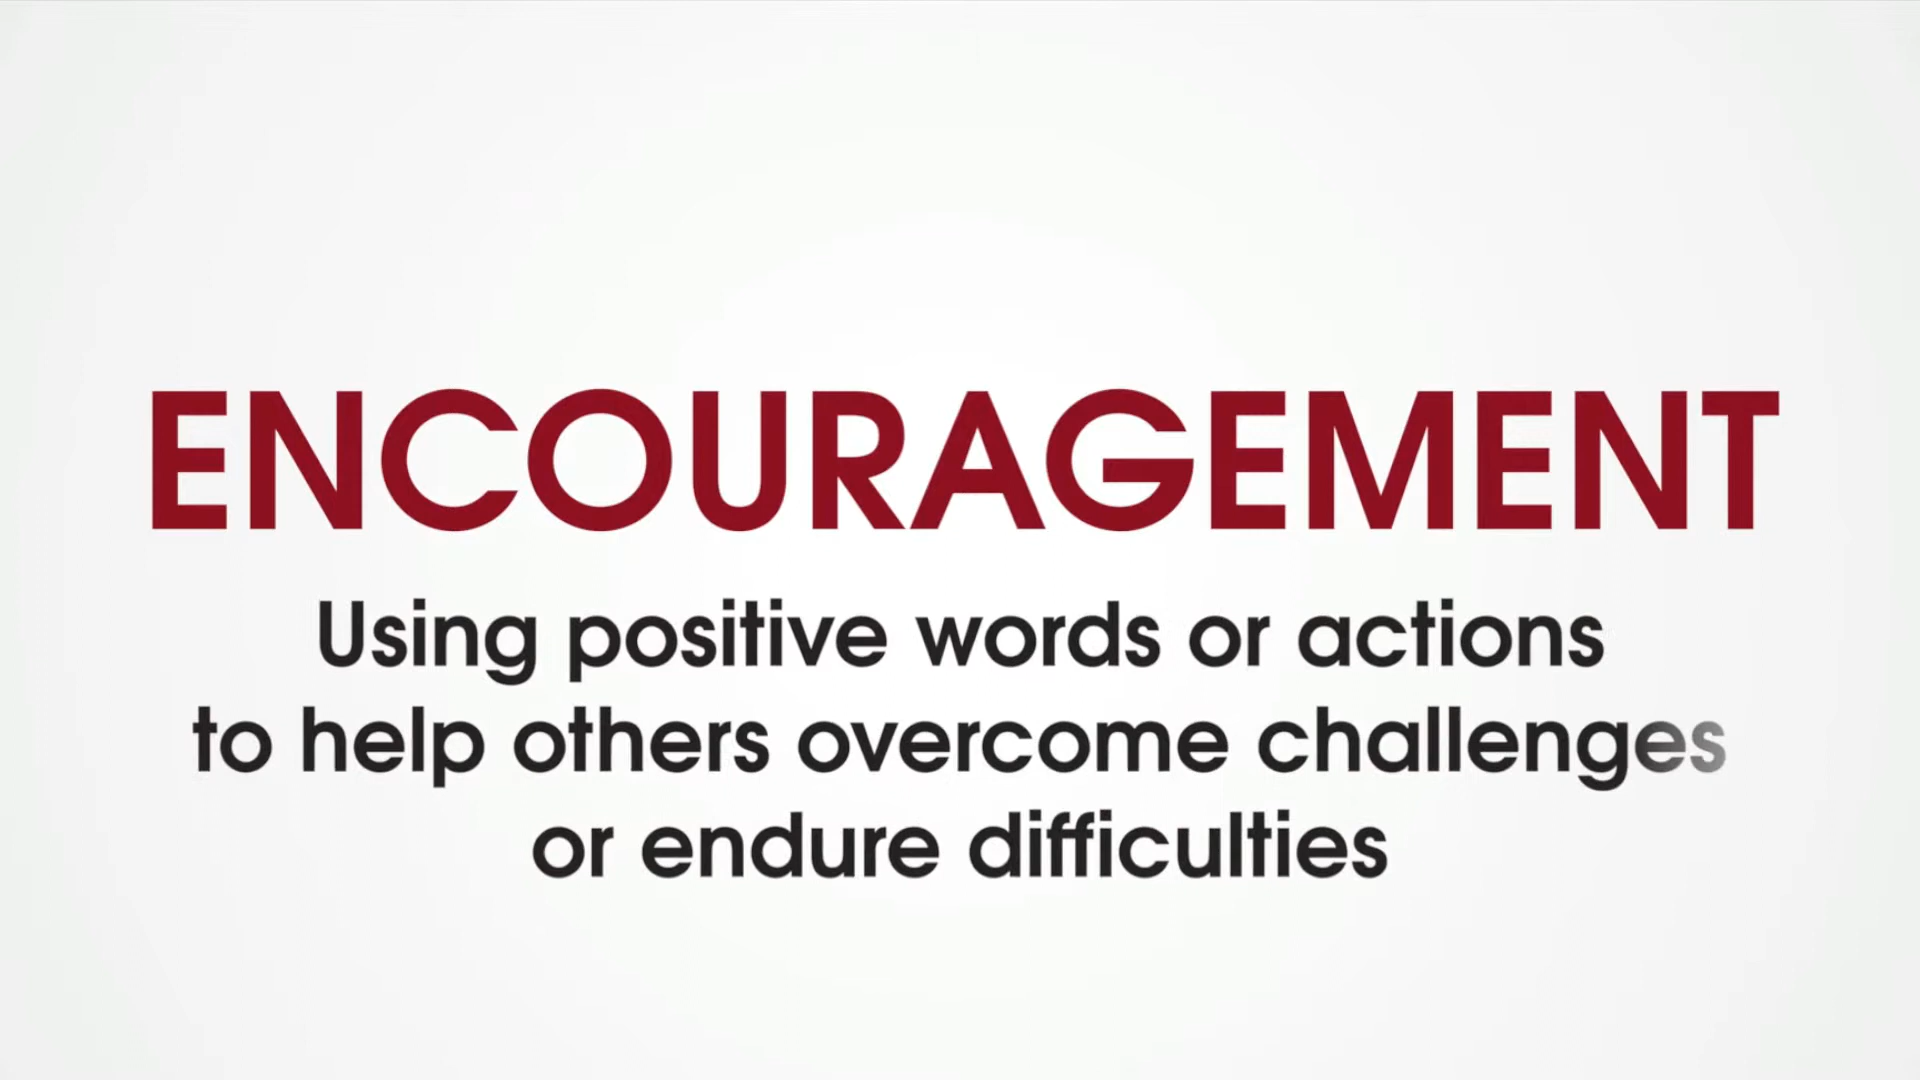 ENCOURAGEMENT
Using positive words or actions
to help others overcome challenges
or endure difficulties